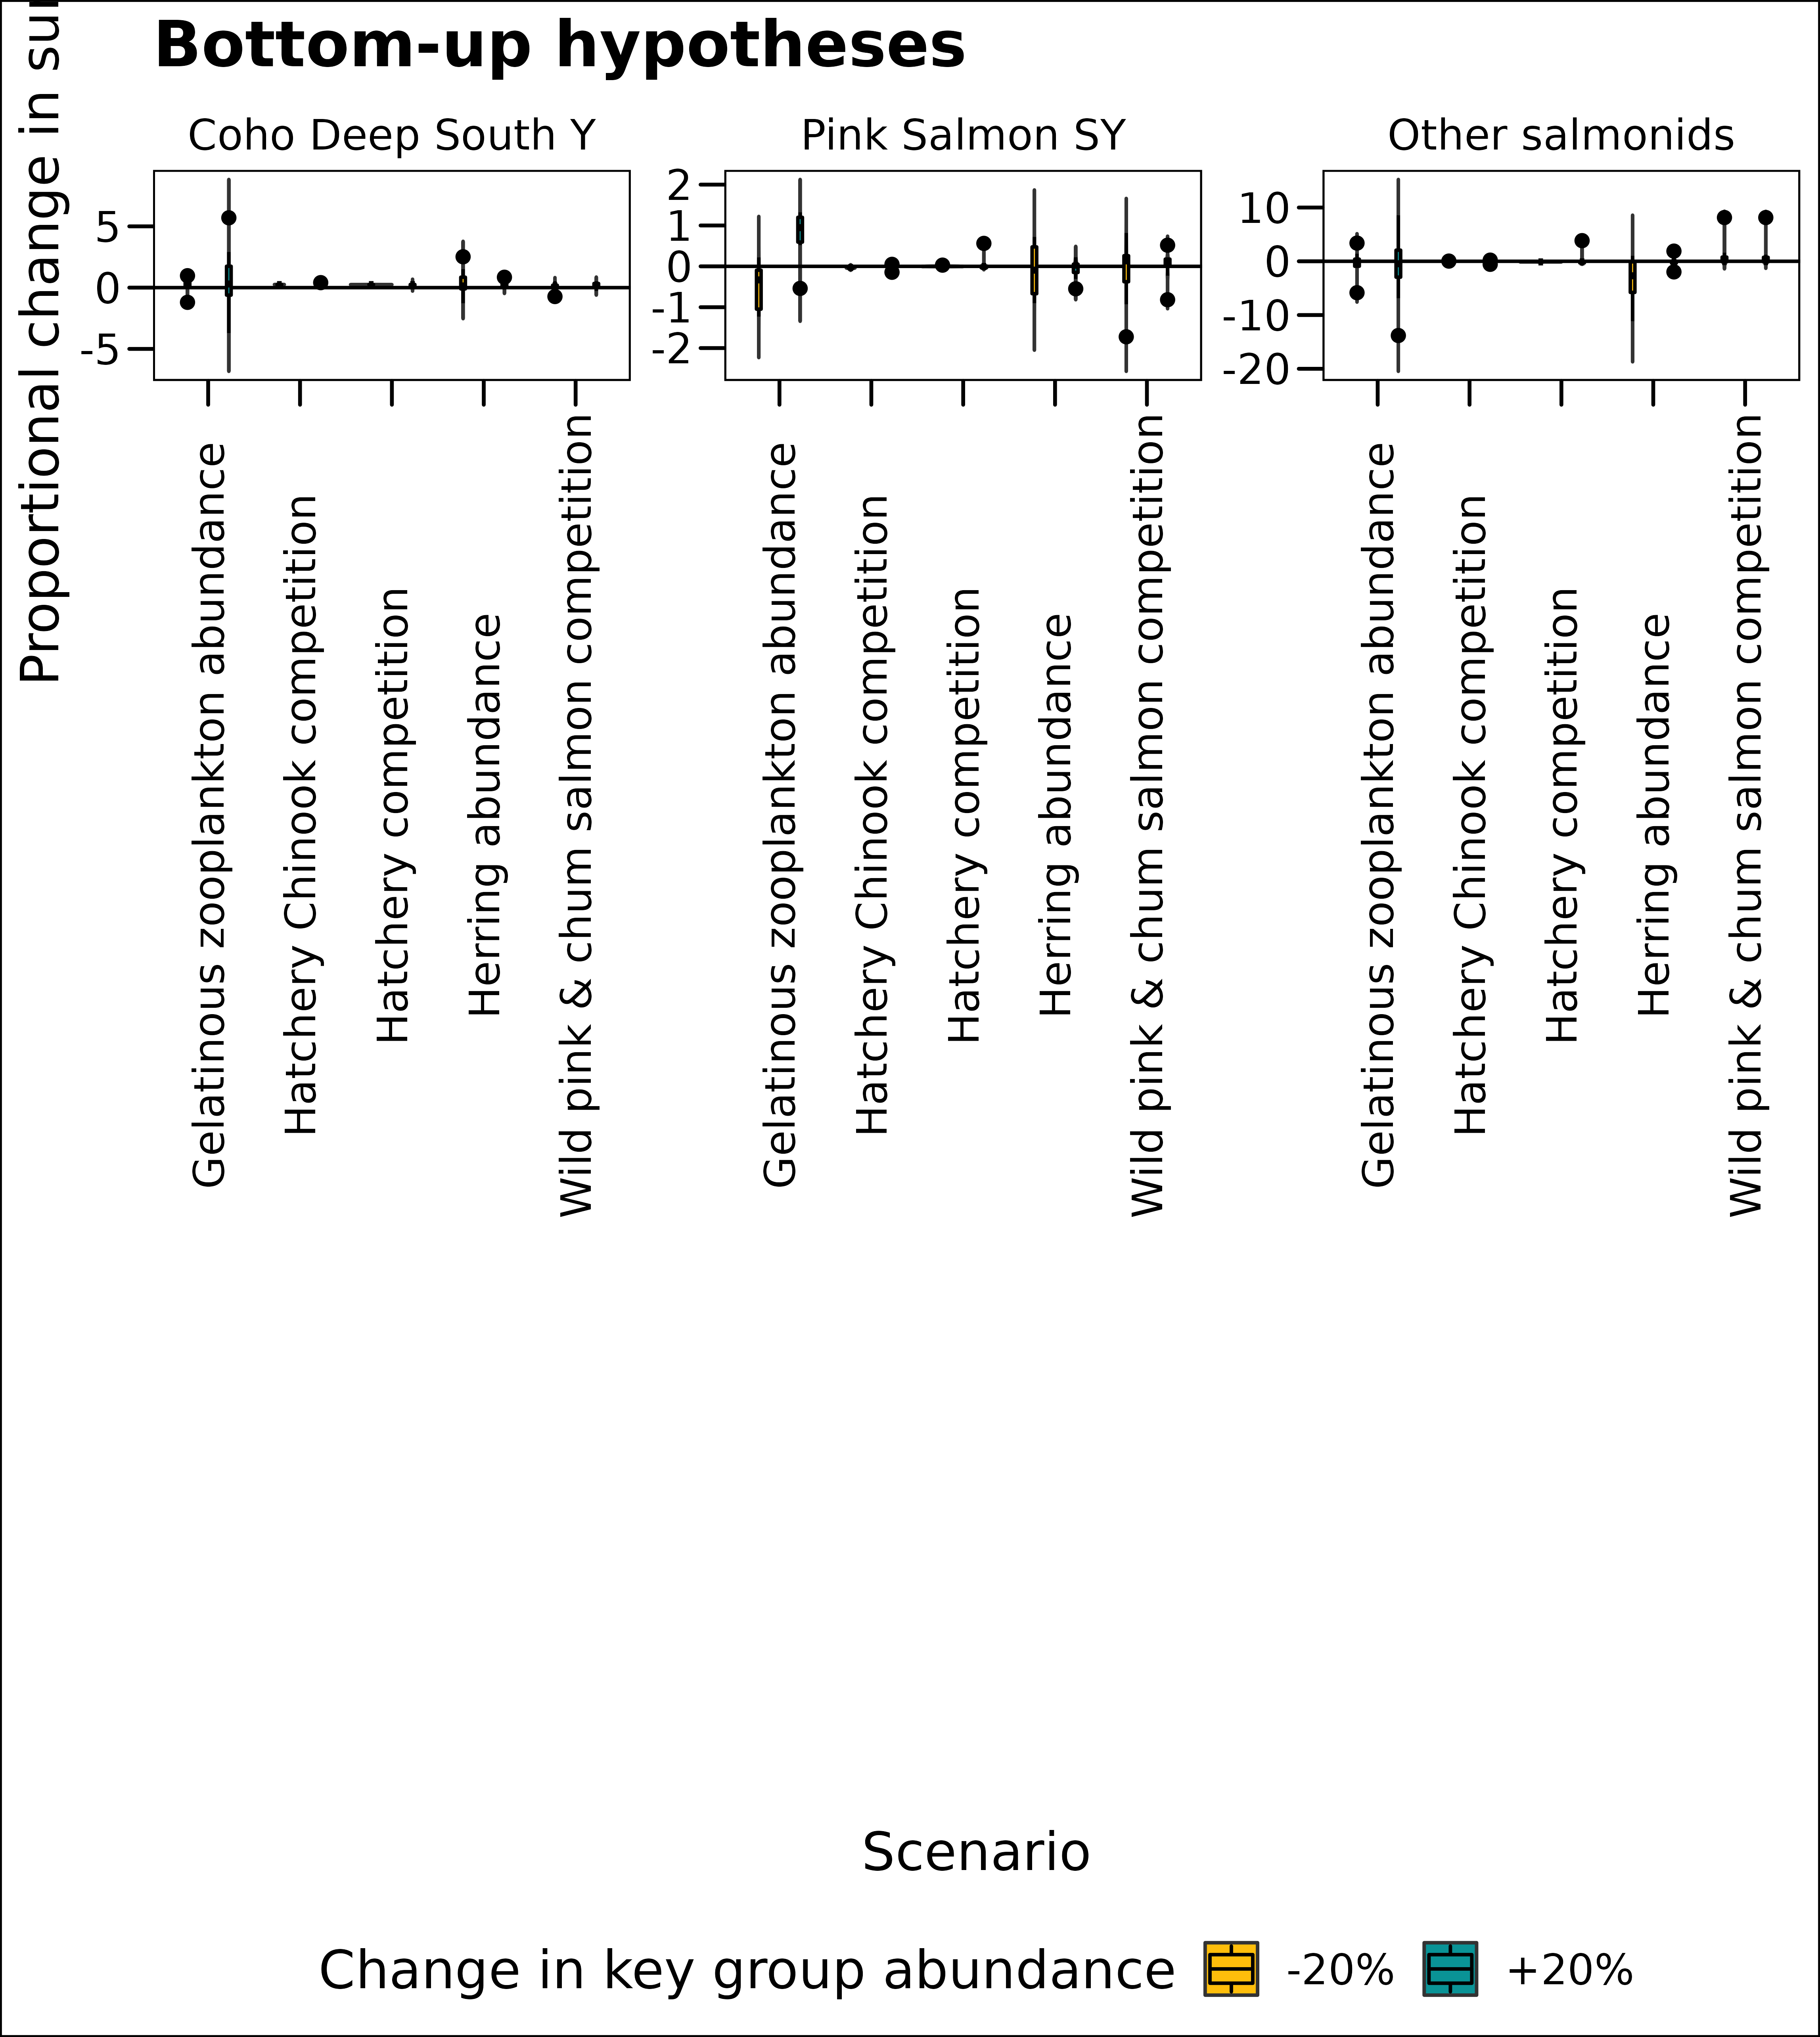 Bottom-up hypotheses
Proportional change in
Coho Deep South Y
Pink Salmon SY
Other salmonids
5
0
-5
2
1
0
-1
-2
10
0
-10
-20
Gelatinous zooplankton abundance
Hatchery Chinook competition
Hatchery competition
Herring abundance
Wild pink & chum salmon competition
Gelatinous zooplankton abundance
Hatchery Chinook competition
Hatchery competition
Herring abundance
Wild pink & chum salmon competition
Gelatinous zooplankton abundance
Hatchery Chinook competition
Hatchery competition
Herring abundance
Wild pink & chum salmon competition
Scenario
Change in key group abundance -20% +20%